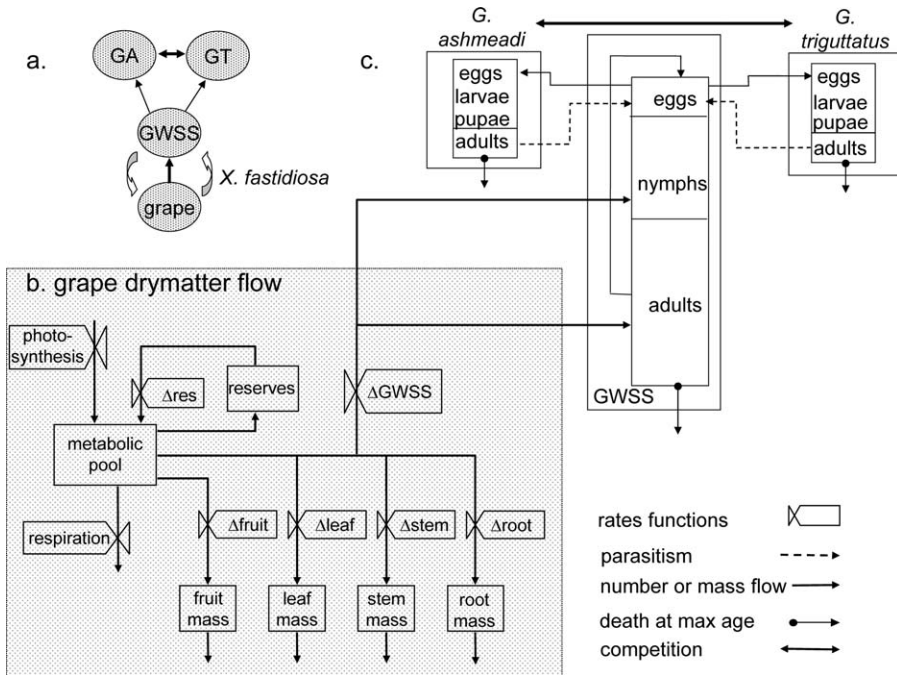 a.
GA
GT
GWSS
X. fastidiosa
grape
c.
G.
ashmeadi
eggs
larvae
pupae
adults
eggs
nymphs
adults
GWSS
G.
triguttatus
eggs
larvae
pupae
adults
b. grape drymatter flow
photo-
synthesis
Δres
reserves
ΔGWSS
metabolic
pool
respiration
Δfruit
Δleaf
Δstem
Δroot
fruit
mass
leaf
mass
stem
mass
root
mass
rates functions
parasitism
number or mass flow
death at max age
competition